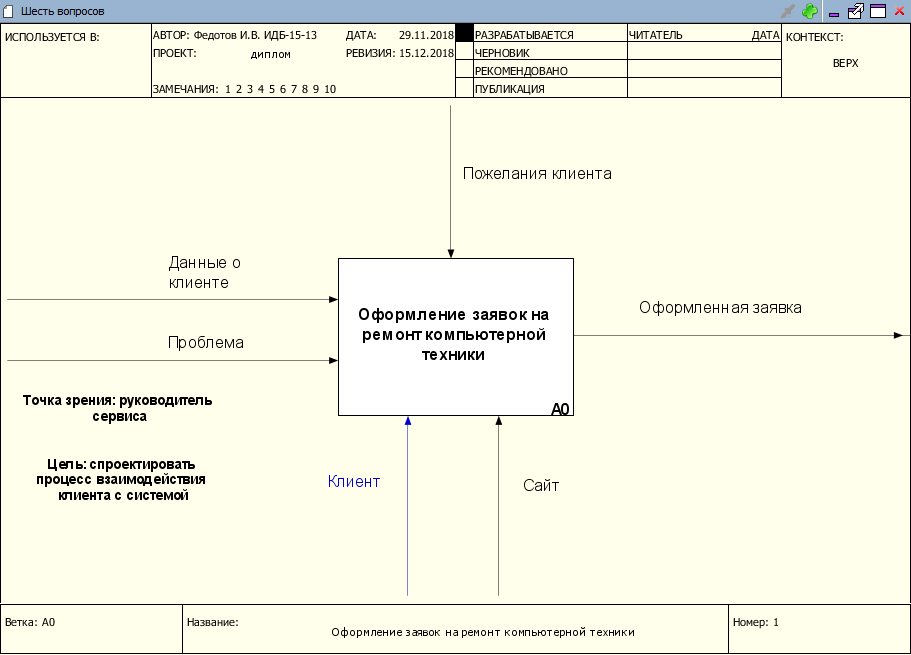 Шесть вопросов
ИСПОЛЬЗУЕТСЯ В:
АВТОР: Федотов И.В. ИДБ-15-13
ДАТА: 29.11.2018
ПРОЕКТ: диплом
РЕВИЗИЯ: 15.12.2018
ЗАМЕЧАНИЯ: 1 2 3 4 5 6 7 8 9 10
РАЗРАБАТЫВАЕТСЯ
ЧЕРНОВИК
РЕКОМЕНДОВАНО
ПУБЛИКАЦИЯ
ЧИТАТЕЛЬ ДАТА
КОНТЕКСТ:
ВЕРХ
Пожелания клиента
Данные о
клиенте
Проблема
Оформление заявок на
ремонт компьютерной
техники
A0
Оформленная заявка
Точка зрения: руководитель
сервиса
Цель: спроектировать
процесс взаимодействия
клиента с системой
Клиент
Сайт
Ветка: A0
Название:
Оформление заявок на ремонт компьютерной техники
Номер: 1